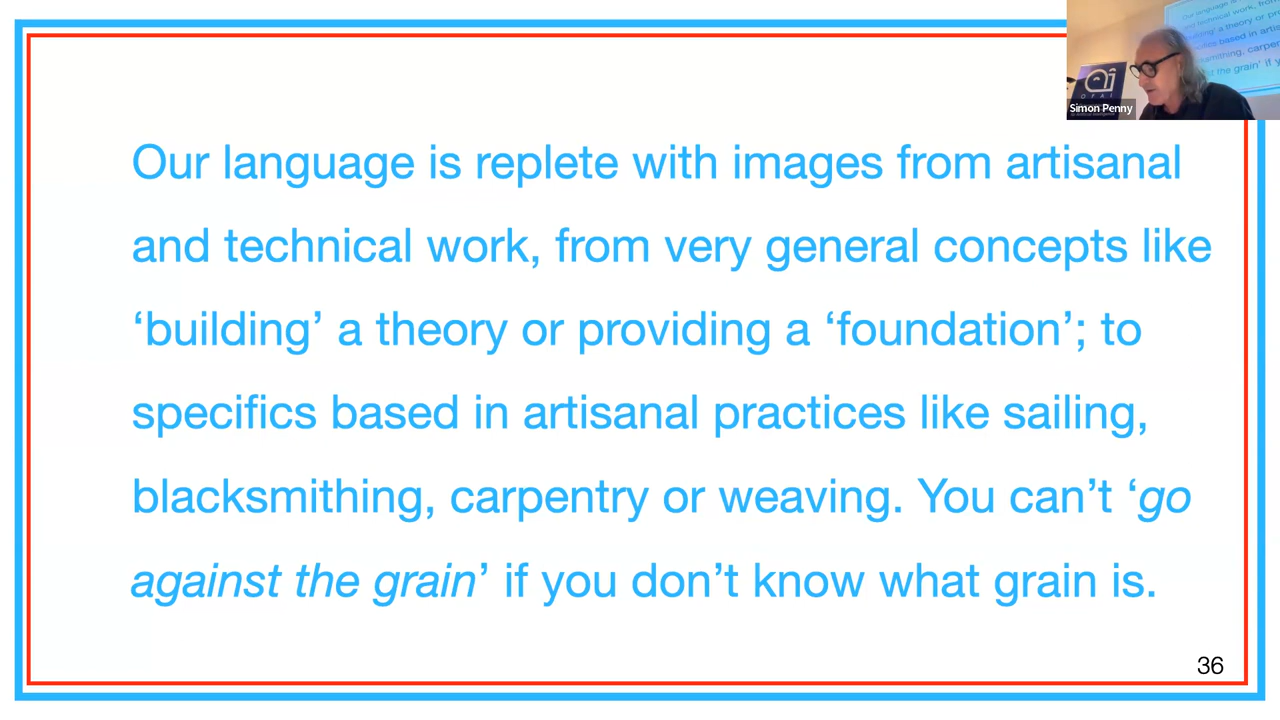 Our language is replete with images from artisanal
and technical work, from very general concepts like
‘building’ a theory or providing a ‘foundation’; to
specifics based in artisanal practices like sailing,
blacksmithing, carpentry or weaving. You can’t ‘go
against the grain’ if you don’t know what grain is.
36
Simon Penny